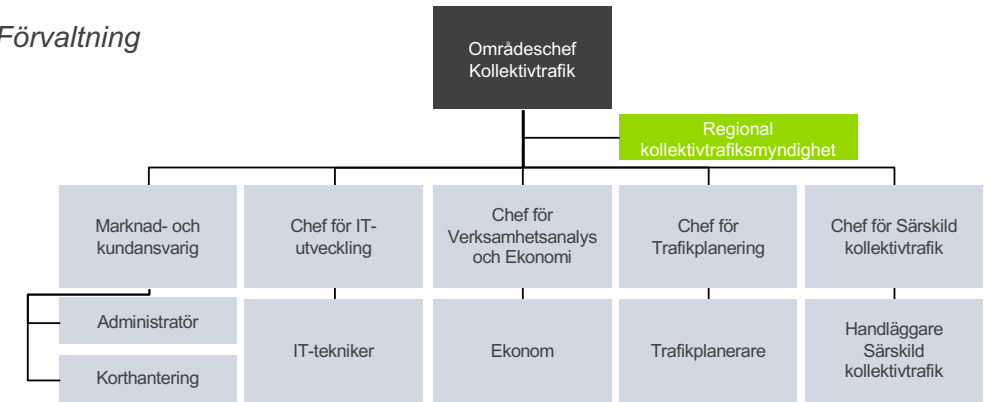 Förvaltning
Områdeschef
Kollektivtrafik
Regional
kollektivtrafiksmyndighet
Marknad- och
kundansvarig
Chef för IT-
utveckling
Chef för
Verksamhetsanalys
och Ekonomi
Chef för
Trafikplanering
Chef för Särskild
kollektivtrafik
Administratör
Korthantering
IT-tekniker
Ekonom
Trafikplanerare
Handläggare
Särskild
kollektivtrafik